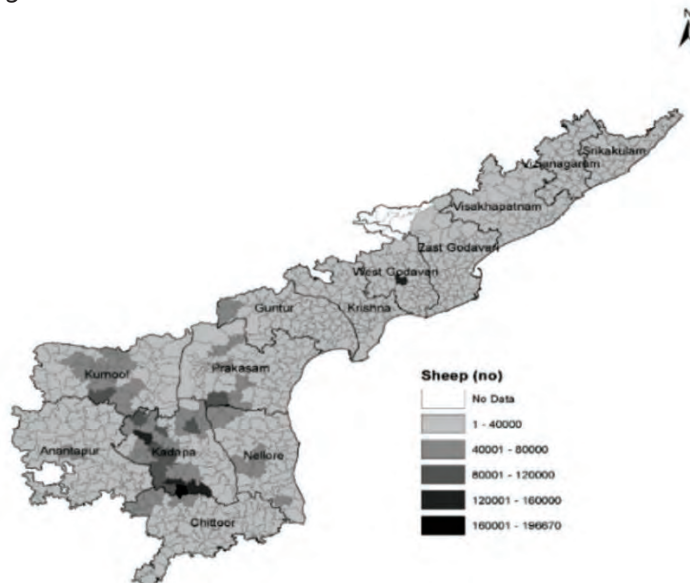 g
N
Srikakulam
Vizianagaram
Visakhapatnam
East Godavari
West Godavari
Krishna
Guntur
Prakasam
Kurnool
Anantapur
Kadapa
Nellore
Chittoor
Sheep (no)
No Data
1 - 40000
40001 - 80000
80001 - 120000
120001 - 160000
160001 - 196670